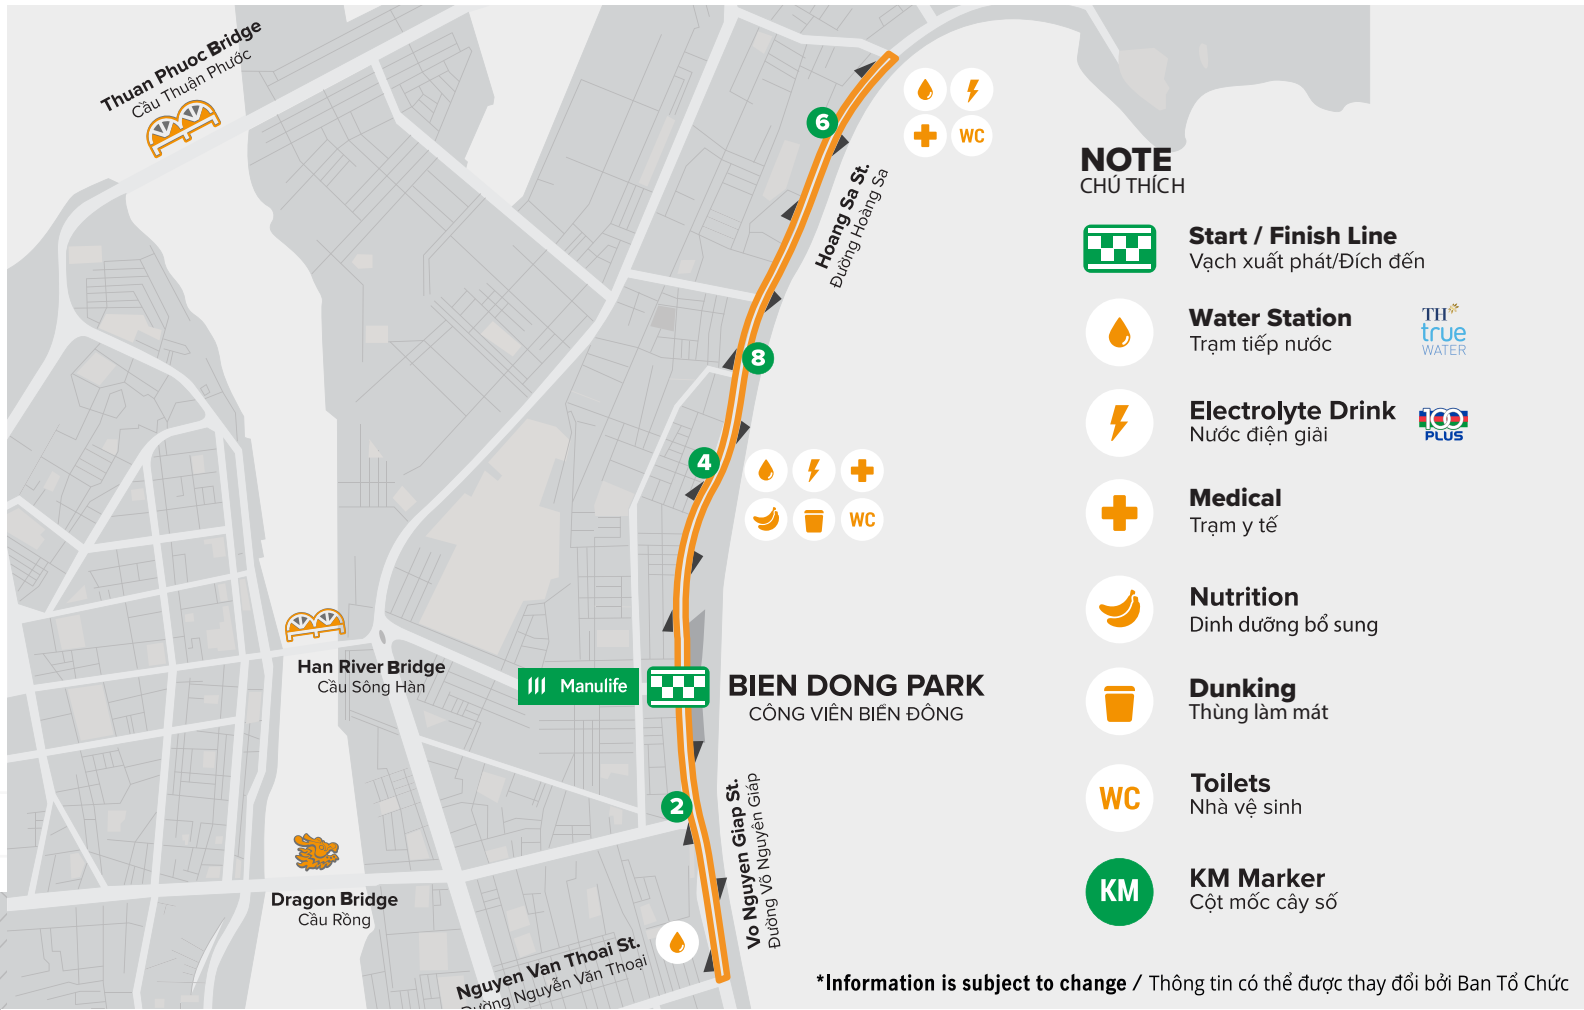 Thuan Phuoc Bridge
Cầu Thuận Phước
6
WC
Hoang Sa St.
Đường Hoàng Sa
8
4
WC
Han River Bridge
Cầu Sông Hàn
Manulife
BIEN DONG PARK
CÔNG VIÊN BIỂN ĐÔNG
2
Vo Nguyen Giap St.
Đường Võ Nguyên Giáp
Dragon Bridge
Cầu Rồng
Nguyen Van Thoai St.
Đường Nguyễn Văn Thoại
NOTE
CHÚ THÍCH
Start / Finish Line
Vạch xuất phát/Đích đến
Water Station
Trạm tiếp nước
TH
true
WATER
Electrolyte Drink
Nước điện giải
100
PLUS
Medical
Trạm y tế
Nutrition
Dinh dưỡng bổ sung
Dunking
Thùng làm mát
WC
Toilets
Nhà vệ sinh
KM
KM Marker
Cột mốc cây số
*Information is subject to change / Thông tin có thể được thay đổi bởi Ban Tổ Chức